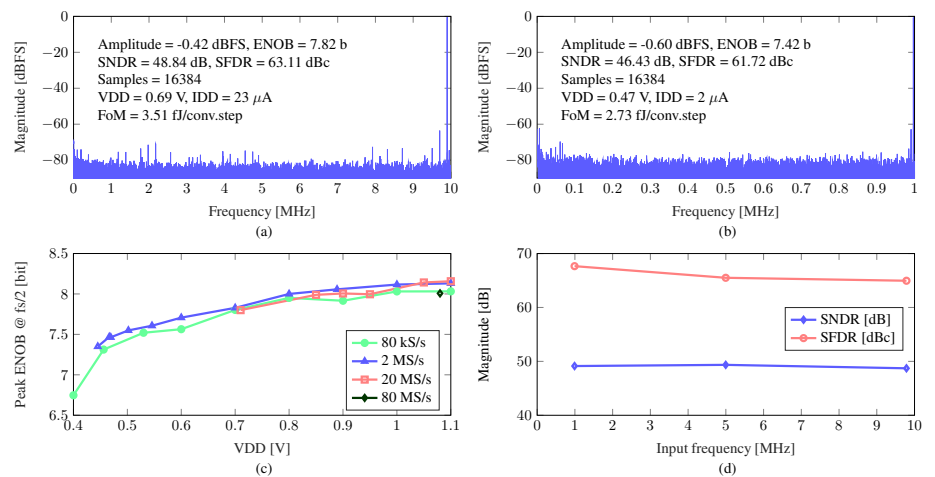 0
−20
−40
−60
−80
Magnitude [dBFS]
Amplitude = -0.42 dBFS, ENOB = 7.82 b
SNDR = 48.84 dB, SFDR = 63.11 dBc
Samples = 16384
VDD = 0.69 V, IDD = 23 μA
FoM = 3.51 fJ/conv.step
0 1 2 3 4 5 6 7 8 9 10
Frequency [MHz]
(a)
0
−20
−40
−60
−80
Magnitude [dBFS]
Amplitude = -0.60 dBFS, ENOB = 7.42 b
SNDR = 46.43 dB, SFDR = 61.72 dBc
Samples = 16384
VDD = 0.47 V, IDD = 2 μA
FoM = 2.73 fJ/conv.step
0 0.1 0.2 0.3 0.4 0.5 0.6 0.7 0.8 0.9 1
Frequency [MHz]
(b)
8.5
8
7.5
7
6.5
Peak ENOB @ fs/2 [bit]
80 kS/s
2 MS/s
20 MS/s
80 MS/s
0.4 0.5 0.6 0.7 0.8 0.9 1 1.1
VDD [V]
(c)
70
60
50
40
Magnitude [dB]
SNDR [dB]
SFDR [dBc]
0 1 2 3 4 5 6 7 8 9 10
Input frequency [MHz]
(d)